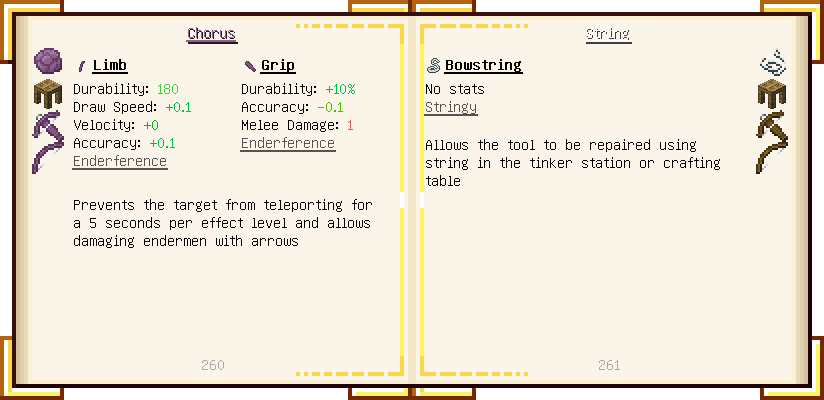 Chorus
Limb
Durability: 180
Draw Speed: +0.1
Velocity: +0
Accuracy: +0.1
Enderference
Grip
Durability: +10%
Accuracy: -0.1
Melee Damage: 1
Enderference
Prevents the target from teleporting for
a 5 seconds per effect level and allows
damaging endermen with arrows
260
String
Bowstring
No stats
Stringy
Allows the tool to be repaired using
string in the tinker station or crafting
table
261